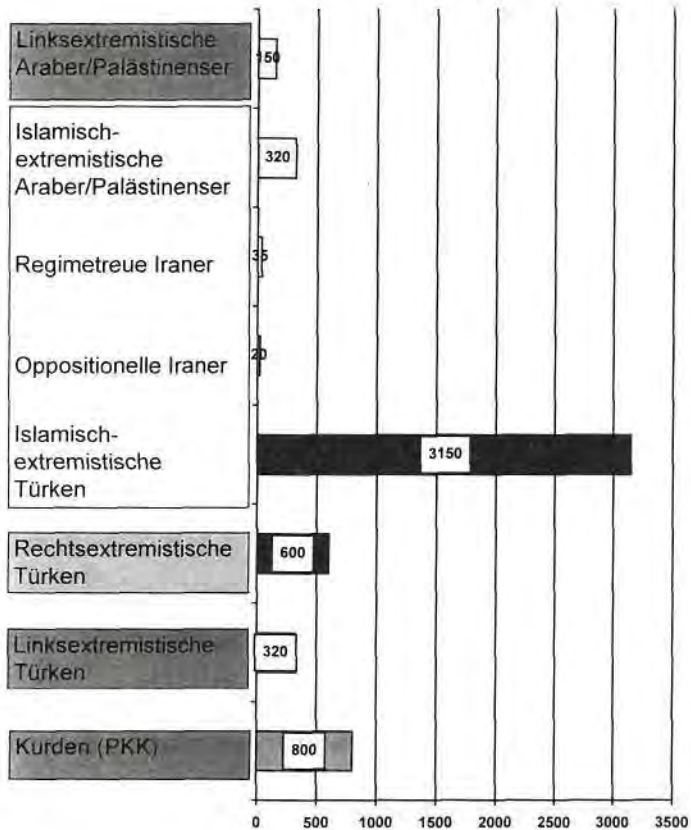 Linksextremistische
Araber/Palästinenser
150
Islamisch-
extremistische
Araber/Palästinenser
320
Regimetreue Iraner
35
Oppositionelle Iraner
20
Islamisch-
extremistische
Türken
3150
Rechtsextremistische
Türken
600
Linksextremistische
Türken
320
Kurden (PKK)
800
0 500 1000 1500 2000 2500 3000 3500